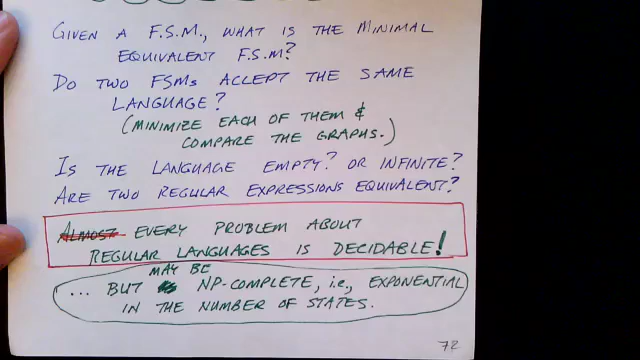 GIVEN A F.S.M., WHAT IS THE MINIMAL
EQUIVALENT F.S.M?
DO TWO FSMs ACCEPT THE SAME
LANGUAGE?
(MINIMIZE EACH OF THEM &
COMPARE THE GRAPHS.)
IS THE LANGUAGE EMPTY? OR INFINITE?
ARE TWO REGULAR EXPRESSIONS EQUIVALENT?
ALMOST EVERY PROBLEM ABOUT
REGULAR LANGUAGES IS DECIDABLE!
MAY BE
... BUT NP-COMPLETE, i.e., EXPONENTIAL
IN THE NUMBER OF STATES.
72